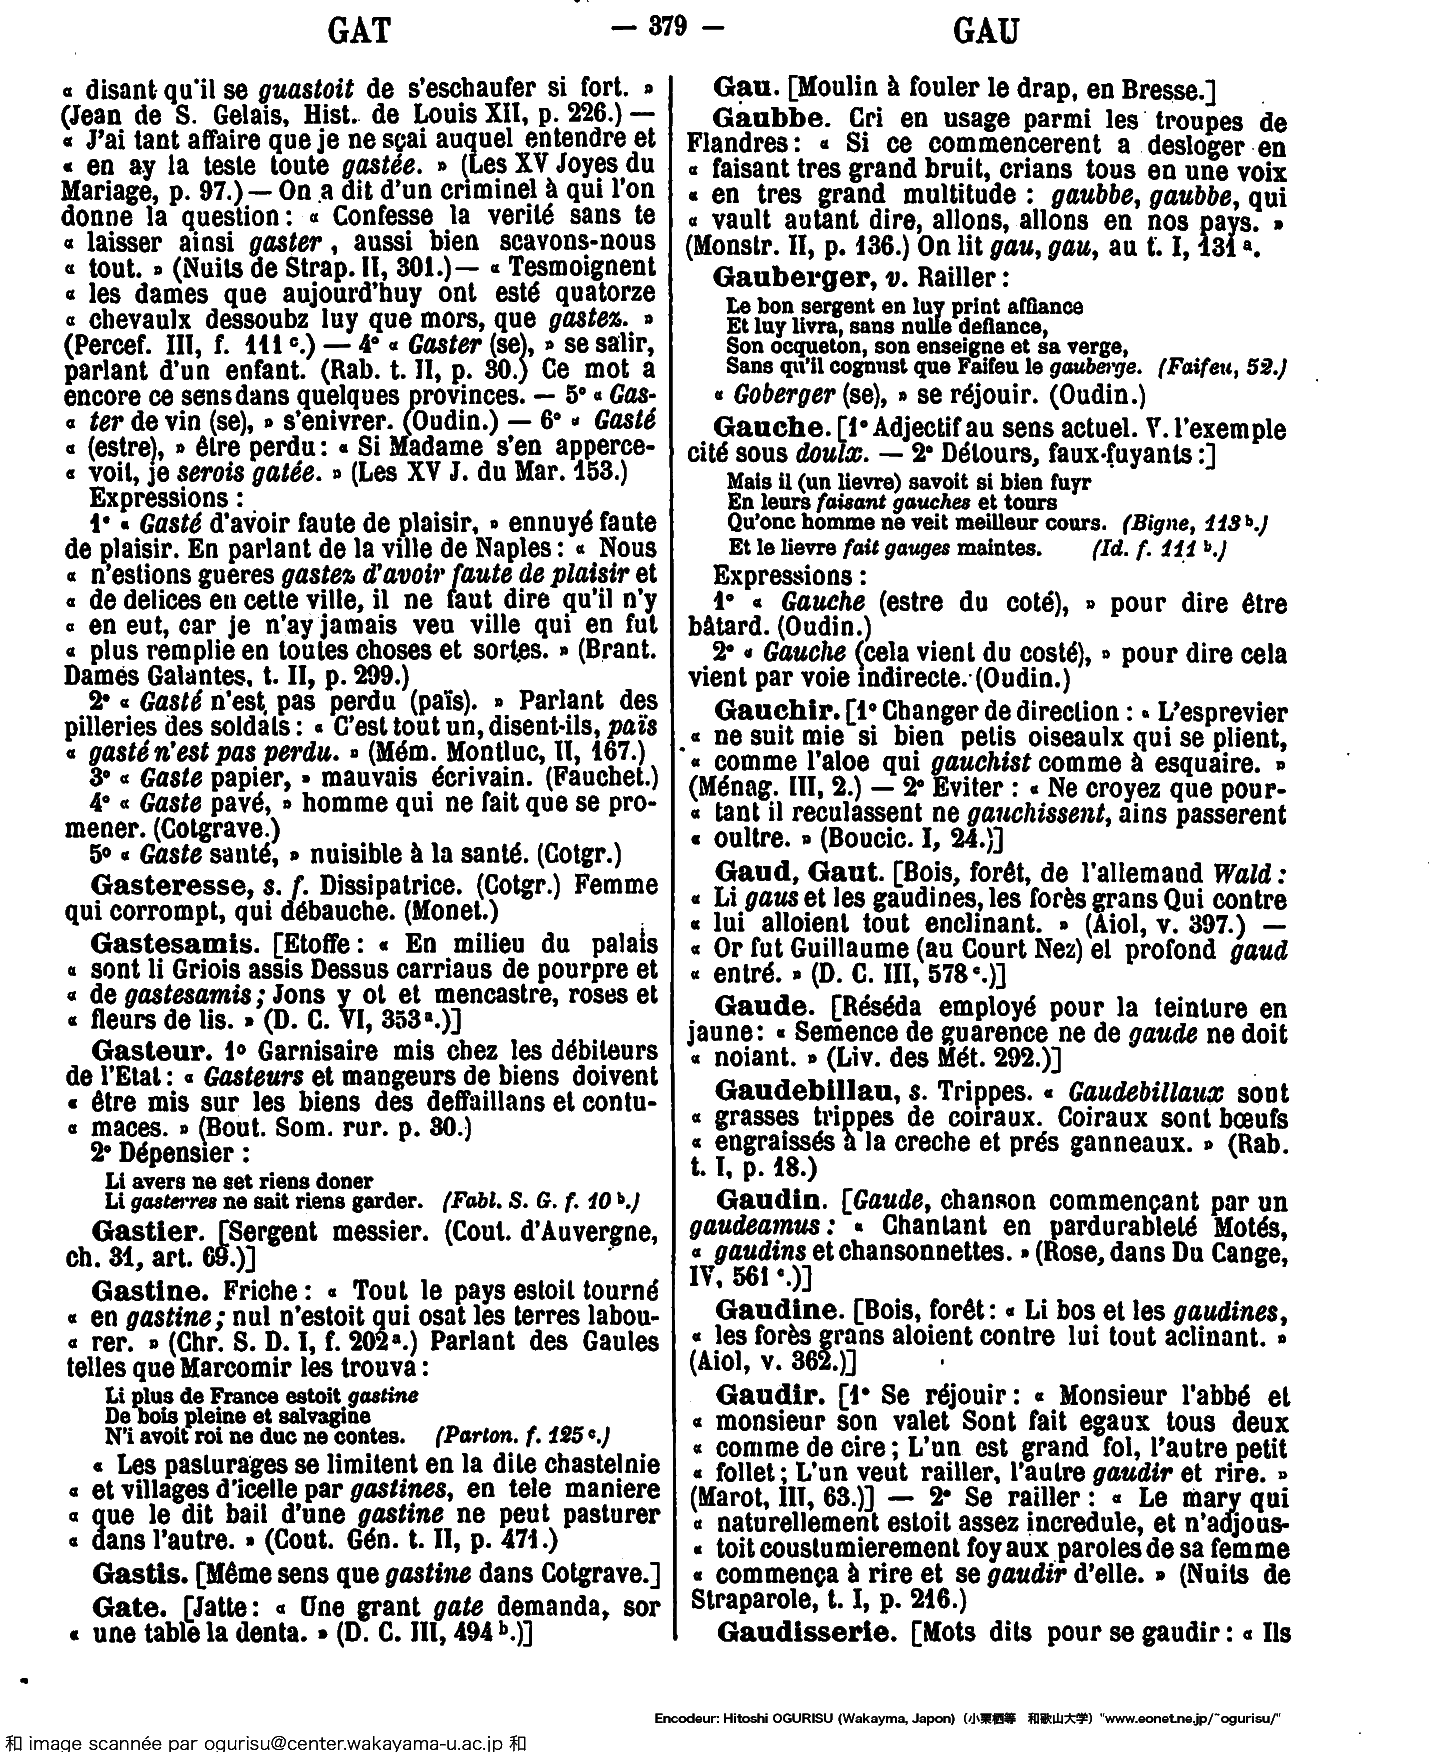 GAT — 379 — GAU
« disant qu'il se guastoit de s'eschaufer si fort. »
(Jean de S. Gelais, Hist. de Louis XII, p. 226.) —
« J'ai tant affaire que je ne sçai auquel entendre et
« en ay la teste toute gastée. » (Les XV Joyes du
Mariage, p. 97.) — On a dit d'un criminel à qui l'on
donne la question : « Confesse la verité sans te
« laisser ainsi gaster, aussi bien scavons-nous
« tout. » (Nuits de Strap. II, 301.) — « Tesmoignent
« les dames que aujourd'huy ont esté quatorze
« chevaulx dessoubz luy que mors, que gastez. »
(Percef. III, f. 111 c.) — 4° « Gaster (se), » se salir,
parlant d'un enfant. (Rab. t. II, p. 30.) Ce mot a
encore ce sens dans quelques provinces. — 5° « Gas-
« ter de vin (se), » s'enivrer. (Oudin.) — 6° « Gasté
« (estre), » être perdu : « Si Madame s'en apperce-
« voit, je serois gatée. » (Les XV J. du Mar. 153.)
Expressions :
1° « Gasté d'avoir faute de plaisir, » ennuyé faute
de plaisir. En parlant de la ville de Naples : « Nous
« n'estions gueres gastez d'avoir faute de plaisir et
« de delices en cette ville, il ne faut dire qu'il n'y
« en eut, car je n'ay jamais veu ville qui en fut
« plus remplie en toutes choses et sortes. » (Brant.
Dames Galantes, t. II, p. 299.)
2° « Gasté n'est pas perdu (païs). » Parlant des
pilleries des soldats : « C'est tout un, disent-ils, païs
« gasté n'est pas perdu. » (Mém. Montluc, II, 167.)
3° « Gaste papier, » mauvais écrivain. (Fauchet.)
4° « Gaste pavé, » homme qui ne fait que se pro-
mener. (Cotgrave.)
5° « Gaste santé, » nuisible à la santé. (Cotgr.)
Gasteresse, s. f. Dissipatrice. (Cotgr.) Femme
qui corrompt, qui débauche. (Monet.)
Gastesamis. [Etoffe : « En milieu du palais
« sont li Griois assis Dessus carriaus de pourpre et
« de gastesamis ; Jons y ot et mencastre, roses et
« fleurs de lis. » (D. C. VI, 353 a.)]
Gasteur. 1° Garnisaire mis chez les débiteurs
de l'Etat : « Gasteurs et mangeurs de biens doivent
« être mis sur les biens des deffaillans et contu-
« maces. » (Bout. Som. rur. p. 30.)
2° Dépensier :
Li avers ne set riens doner
Li gasterres ne sait riens garder. (Fabl. S. G. f. 10 b.)
Gastier. [Sergent messier. (Cout. d'Auvergne,
ch. 31, art. 69.)]
Gastine. Friche : « Tout le pays estoit tourné
« en gastine ; nul n'estoit qui osat les terres labou-
« rer. » (Chr. S. D. I, f. 202 a.) Parlant des Gaules
telles que Marcomir les trouva :
Li plus de France estoit gastine
De bois pleine et salvagine
N'i avoit roi ne duc ne contes. (Parton. f. 125 c.)
« Les pasturages se limitent en la dite chastelnie
« et villages d'icelle par gastines, en tele maniere
« que le dit bail d'une gastine ne peut pasturer
« dans l'autre. » (Cout. Gén. t. II, p. 471.)
Gastis. [Même sens que gastine dans Cotgrave.]
Gate. [Jatte : « Une grant gate demanda, sor
« une table la denta. » (D. C. III, 494 b.)]
Gau. [Moulin à fouler le drap, en Bresse.]
Gaubbe. Cri en usage parmi les troupes de
Flandres : « Si ce commencerent a desloger en
« faisant tres grand bruit, crians tous en une voix
« en tres grand multitude : gaubbe, gaubbe, qui
« vault autant dire, allons, allons en nos pays. »
(Monstr. II, p. 136.) On lit gau, gau, au t. I, 131 a.
Gauberger, v. Railler :
Le bon sergent en luy print affiance
Et luy livra, sans nulle defiance,
Son ocqueton, son enseigne et sa verge,
Sans qu'il cognust que Faifeu le gauberge. (Faifeu, 52.)
« Goberger (se), » se réjouir. (Oudin.)
Gauche. [1° Adjectif au sens actuel. V. l'exemple
cité sous doulx. — 2° Détours, faux-fuyants :]
Mais il (un lievre) savoit si bien fuyr
En leurs faisant gauches et tours
Qu'onc homme ne veit meilleur cours. (Bigne, 113 b.)
Et le lievre fait gauges maintes. (Id. f. 111 b.)
Expressions :
1° « Gauche (estre du coté), » pour dire être
bâtard. (Oudin.)
2° « Gauche (cela vient du costé), » pour dire cela
vient par voie indirecte. (Oudin.)
Gauchir. [1° Changer de direction : « L'esprevier
« ne suit mie si bien petis oiseaulx qui se plient,
« comme l'aloe qui gauchist comme à esquaire. »
(Ménag. III, 2.) — 2° Eviter : « Ne croyez que pour-
« tant il reculassent ne gauchissent, ains passerent
« oultre. » (Boucic. I, 24.)]
Gaud, Gaut. [Bois, forêt, de l'allemand Wald :
« Li gaus et les gaudines, les forès grans Qui contre
« lui alloient tout enclinant. » (Aiol, v. 397.) —
« Or fut Guillaume (au Court Nez) el profond gaud
« entré. » (D. C. III, 578 c.)]
Gaude. [Réséda employé pour la teinture en
jaune : « Semence de guarence ne de gaude ne doit
« noiant. » (Liv. des Mét. 292.)]
Gaudebillau, s. Trippes. « Gaudebillaux sont
« grasses trippes de coiraux. Coiraux sont bœufs
« engraissés à la creche et prés ganneaux. » (Rab.
t. I, p. 18.)
Gaudin. [Gaude, chanson commençant par un
gaudeamus : « Chantant en pardurableté Motés,
« gaudins et chansonnettes. » (Rose, dans Du Cange,
IV, 561 c.)]
Gaudine. [Bois, forêt : « Li bos et les gaudines,
« les forès grans aloient contre lui tout aclinant. »
(Aiol, v. 362.)]
Gaudir. [1° Se réjouir : « Monsieur l'abbé et
« monsieur son valet Sont fait egaux tous deux
« comme de cire ; L'un est grand fol, l'autre petit
« follet ; L'un veut railler, l'autre gaudir et rire. »
(Marot, III, 63.)] — 2° Se railler : « Le mary qui
« naturellement estoit assez incredule, et n'adjous-
« toit coustumierement foy aux paroles de sa femme
« commença à rire et se gaudir d'elle. » (Nuits de
Straparole, t. I, p. 216.)
Gaudisserie. [Mots dits pour se gaudir : « Ils
Encodeur: Hitoshi OGURISU (Wakayma, Japon) (小栗栖等 和歌山大学) "www.eonet.ne.jp/~ogurisu/"
和 image scannée par ogurisu@center.wakayama-u.ac.jp 和